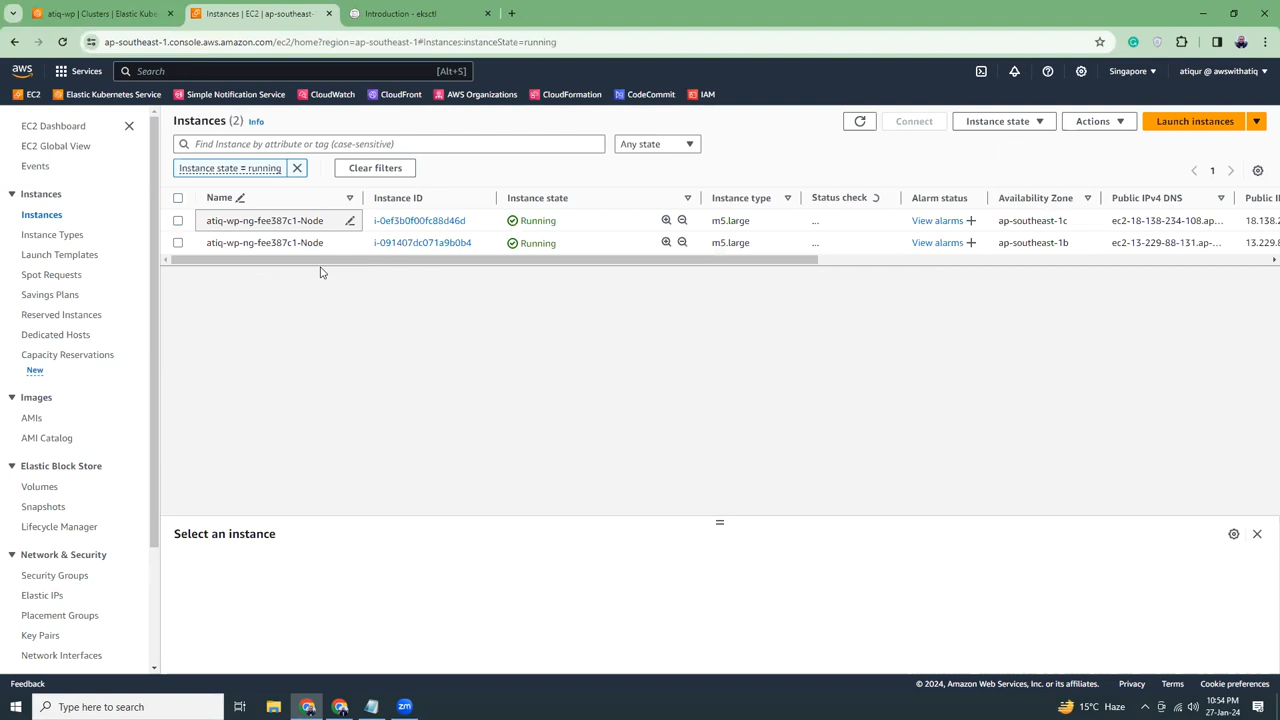 atiq-wp | Clusters | Elastic Kuber
Instances | EC2 | ap-southeast-
Introduction - eksctl
ap-southeast-1.console.aws.amazon.com/ec2/home?region=ap-southeast-1#Instances:instanceState=running
aws
Services
Search
[Alt+S]
Singapore
atiqur @ awswithatiq
EC2
Elastic Kubernetes Service
Simple Notification Service
CloudWatch
CloudFront
AWS Organizations
CloudFormation
CodeCommit
IAM
EC2 Dashboard
EC2 Global View
Events
Instances
Instances
Instance Types
Launch Templates
Spot Requests
Savings Plans
Reserved Instances
Dedicated Hosts
Capacity Reservations
New
Images
AMIs
AMI Catalog
Elastic Block Store
Volumes
Snapshots
Lifecycle Manager
Network & Security
Security Groups
Elastic IPs
Placement Groups
Key Pairs
Network Interfaces
Instances (2) Info
Connect
Instance state
Actions
Launch instances
Find Instance by attribute or tag (case-sensitive)
Any state
Instance state = running
Clear filters
1
Name Instance ID Instance state Instance type Status check Alarm status Availability Zone Public IPv4 DNS Public I
atiq-wp-ng-fee387c1-Node i-0ef3b0f00fc88d46d Running m5.large ... View alarms + ap-southeast-1c ec2-18-138-234-108.ap... 18.138.
atiq-wp-ng-fee387c1-Node i-091407dc071a9b0b4 Running m5.large ... View alarms + ap-southeast-1b ec2-13-229-88-131.ap-... 13.229.8
Select an instance
Feedback
© 2024, Amazon Web Services, Inc. or its affiliates.
Privacy
Terms
Cookie preferences
Type here to search
zm
15°C Haze
10:54 PM
27-Jan-24